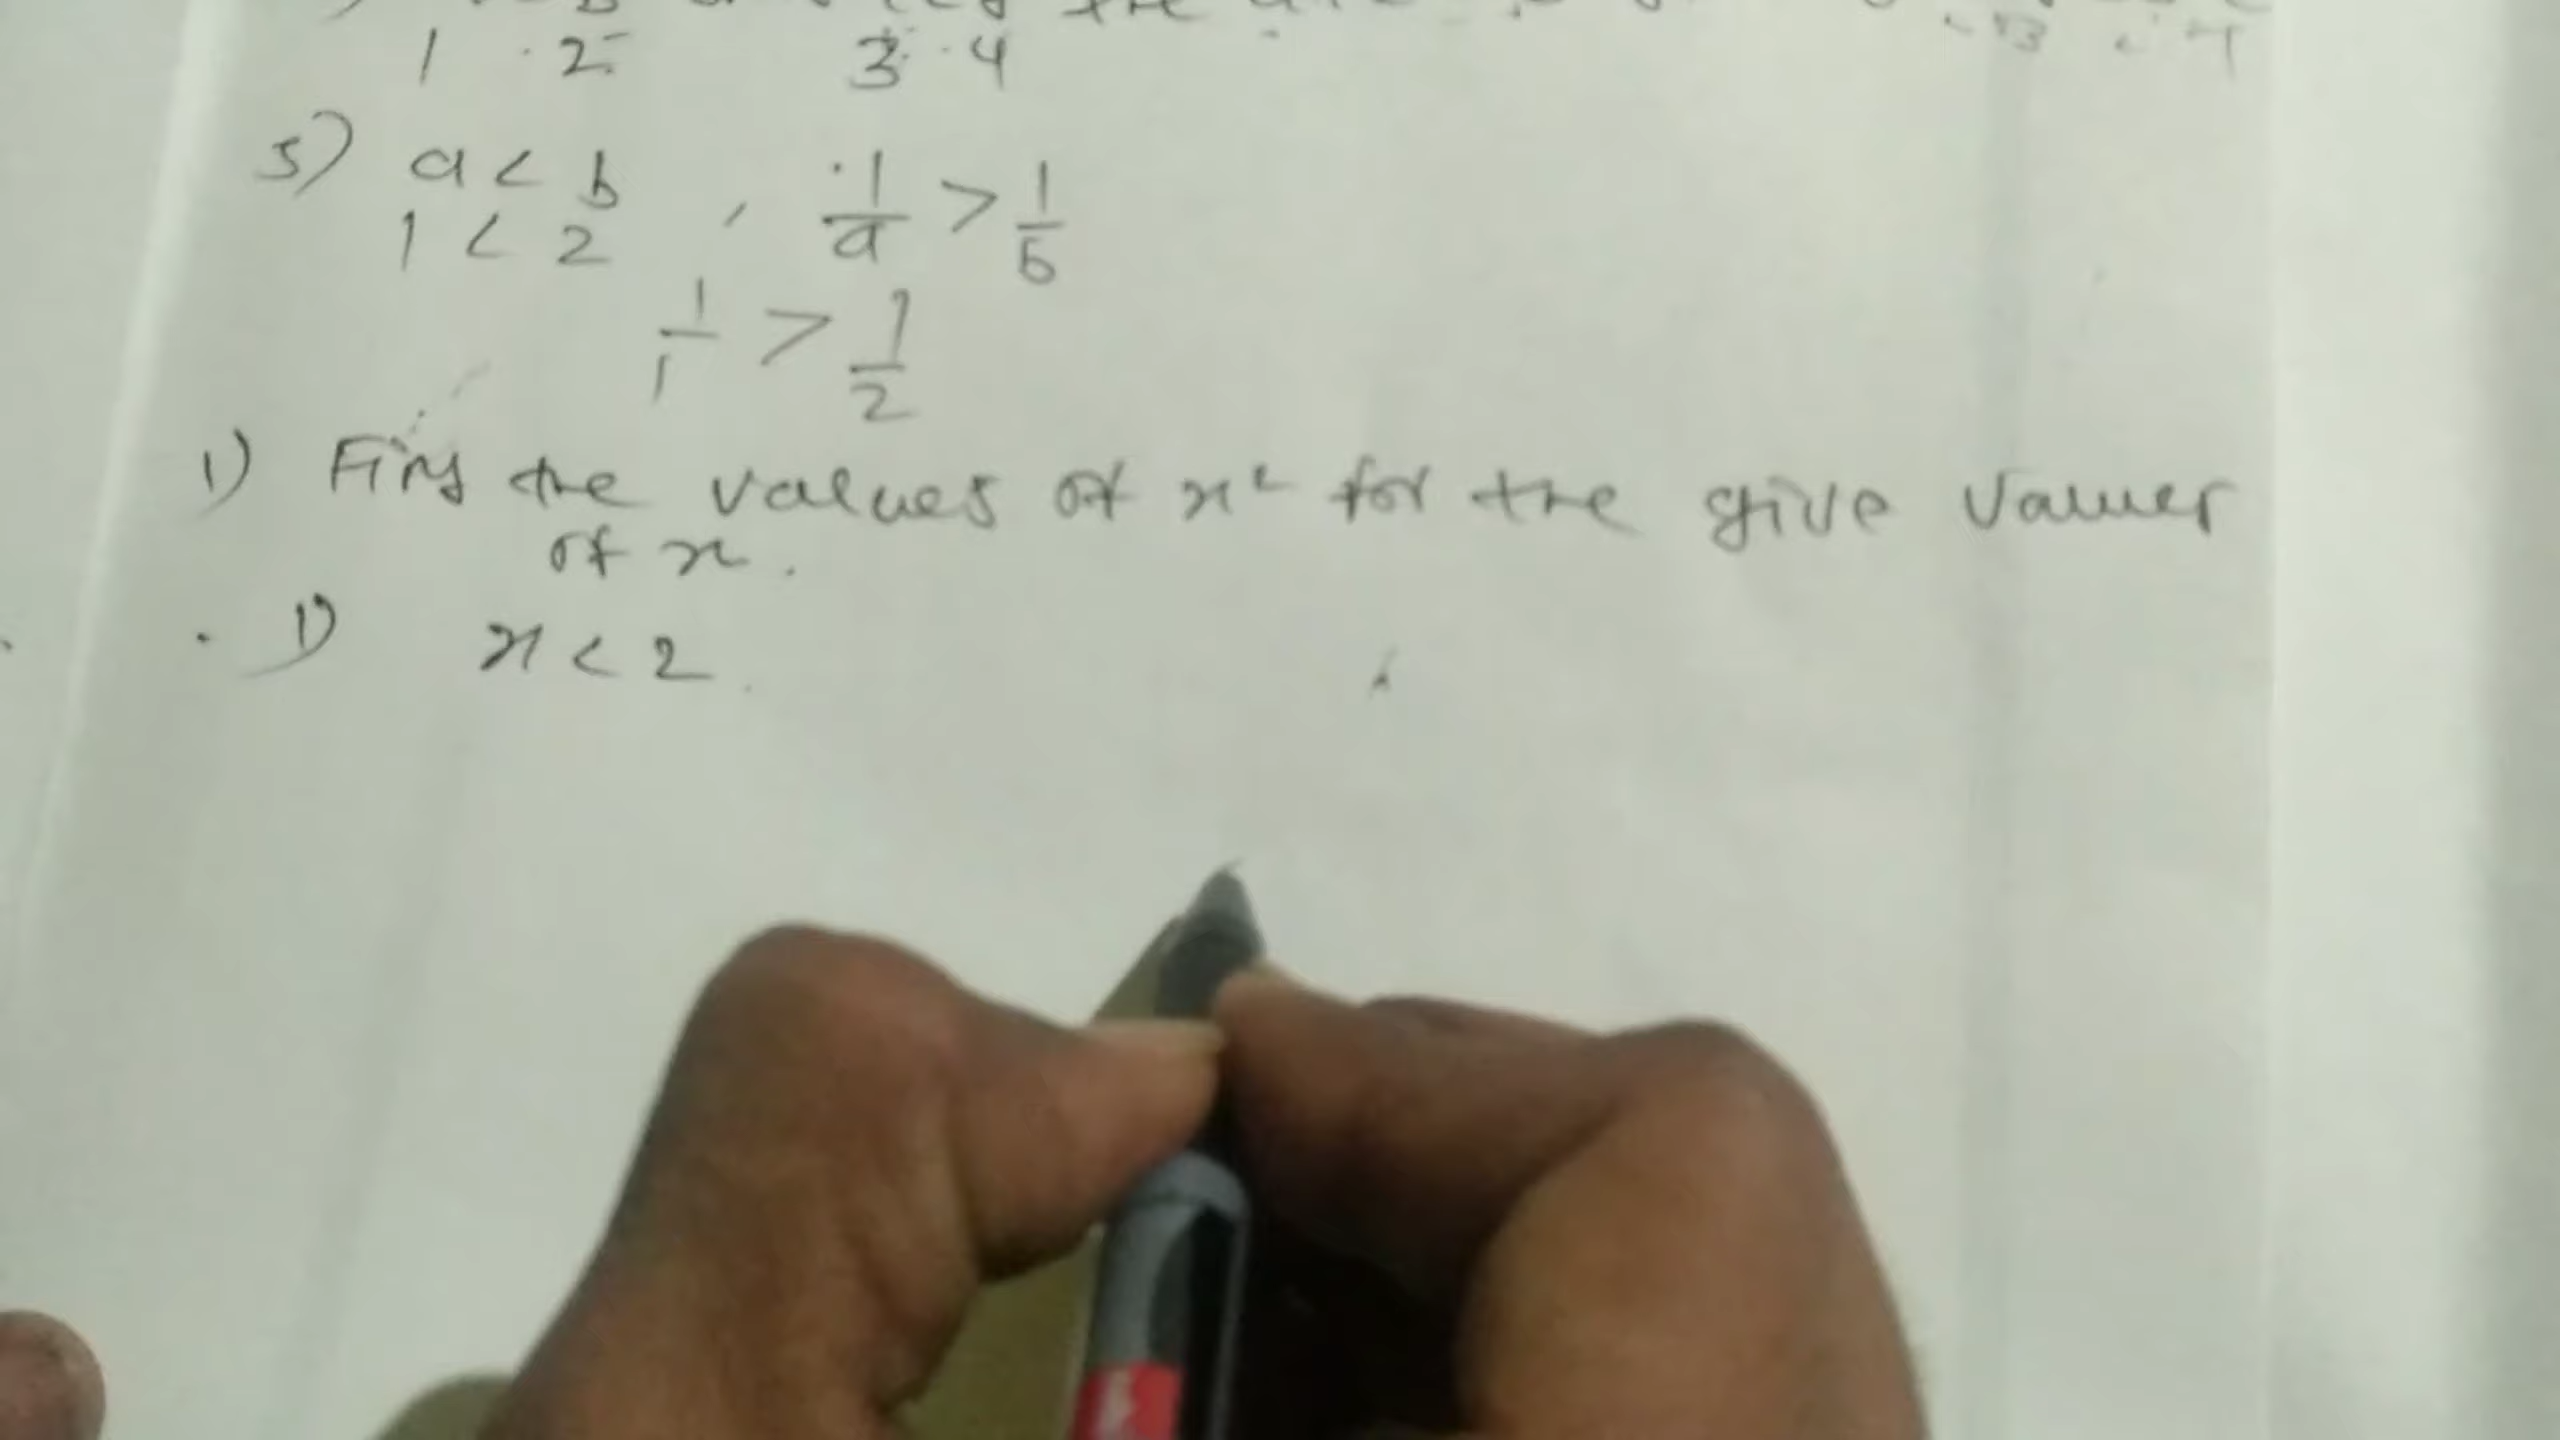 1 2 3 4
5) a < b , 1/a > 1/b
1 < 2
1/1 > 1/2
1) Find the values of x² for the give values
of x.
1) x < 2